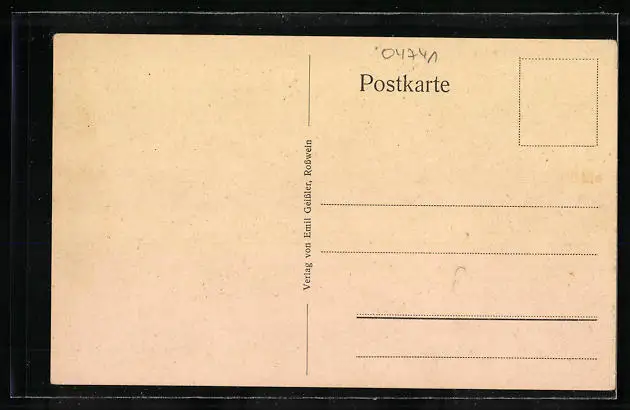 04741
Postkarte
Verlag von Emil Geißler, Roßwein